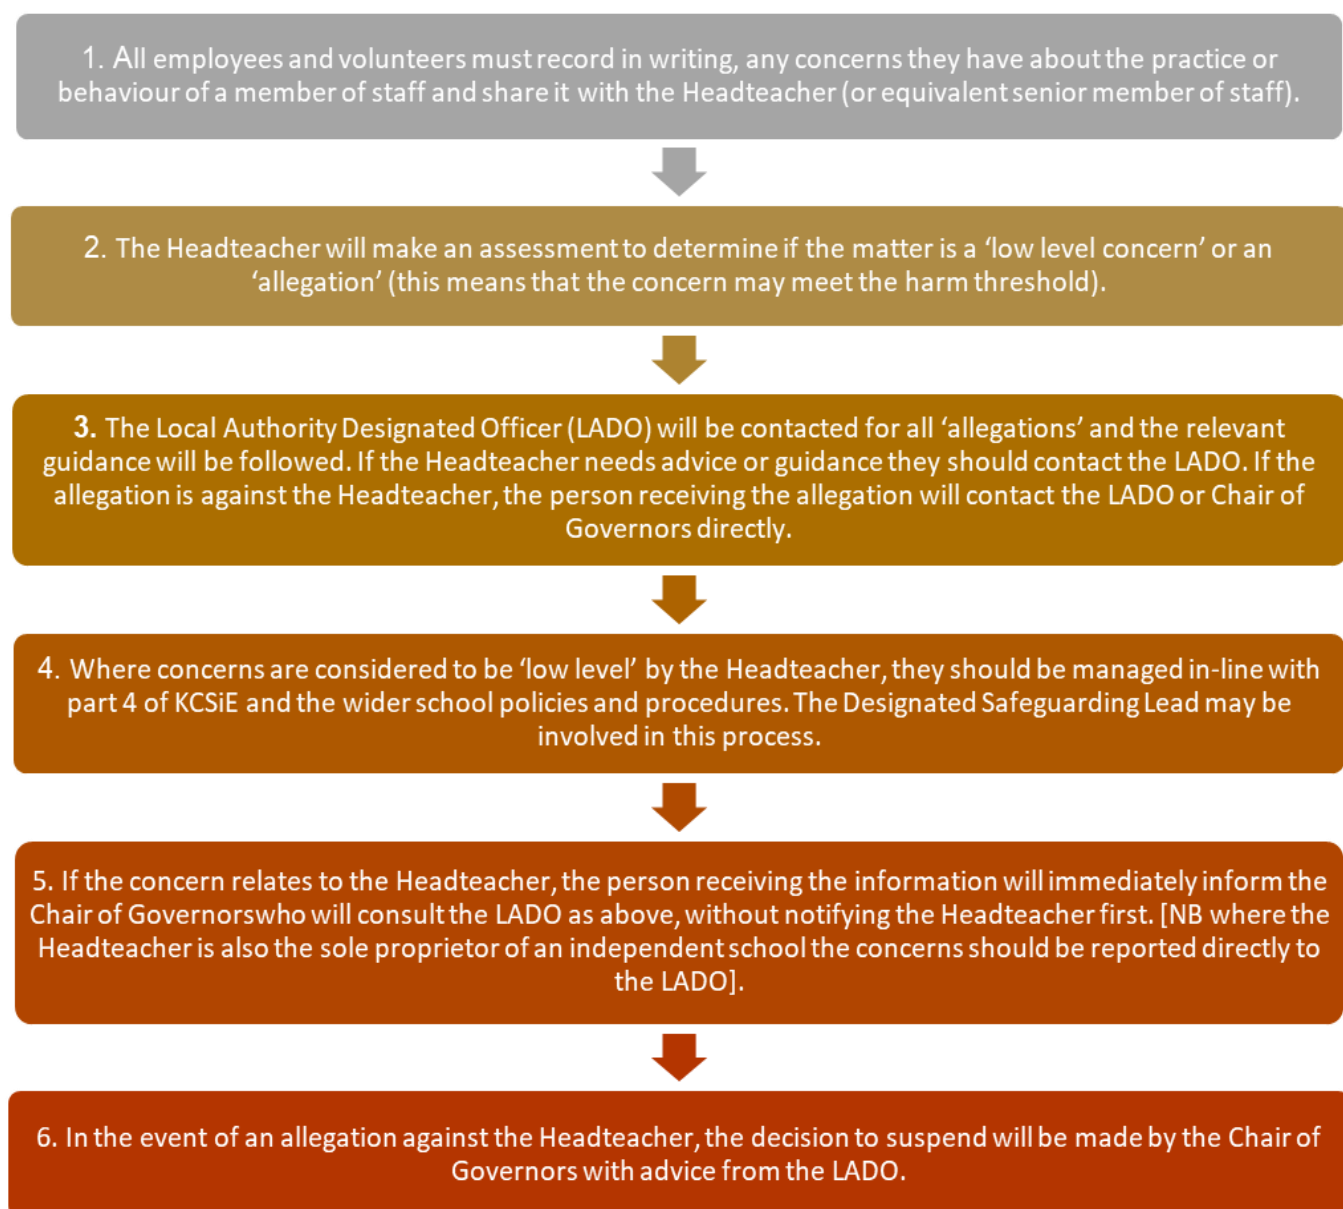 1. All employees and volunteers must record in writing, any concerns they have about the practice or
behaviour of a member of staff and share it with the Headteacher (or equivalent senior member of staff).
2. The Headteacher will make an assessment to determine if the matter is a ‘low level concern’ or an
‘allegation’ (this means that the concern may meet the harm threshold).
3. The Local Authority Designated Officer (LADO) will be contacted for all ‘allegations’ and the relevant
guidance will be followed. If the Headteacher needs advice or guidance they should contact the LADO. If the
allegation is against the Headteacher, the person receiving the allegation will contact the LADO or Chair of
Governors directly.
4. Where concerns are considered to be ‘low level’ by the Headteacher, they should be managed in-line with
part 4 of KCSiE and the wider school policies and procedures. The Designated Safeguarding Lead may be
involved in this process.
5. If the concern relates to the Headteacher, the person receiving the information will immediately inform the
Chair of Governorswho will consult the LADO as above, without notifying the Headteacher first. [NB where the
Headteacher is also the sole proprietor of an independent school the concerns should be reported directly to
the LADO].
6. In the event of an allegation against the Headteacher, the decision to suspend will be made by the Chair of
Governors with advice from the LADO.